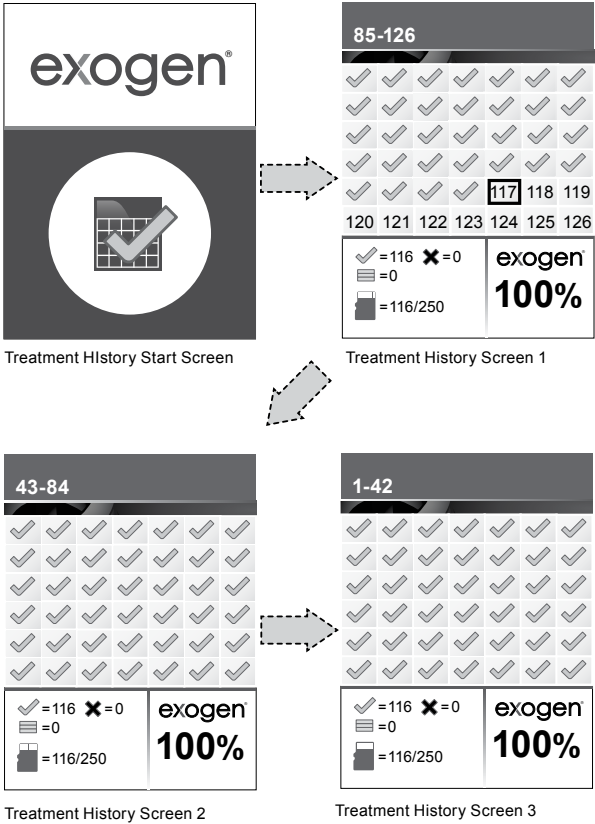 exogen®
Treatment HIstory Start Screen
85-126
117 118 119
120 121 122 123 124 125 126
=116 =0
=0
=116/250
exogen®
100%
Treatment History Screen 1
43-84
=116 =0
=0
=116/250
exogen®
100%
Treatment History Screen 2
1-42
=116 =0
=0
=116/250
exogen®
100%
Treatment History Screen 3